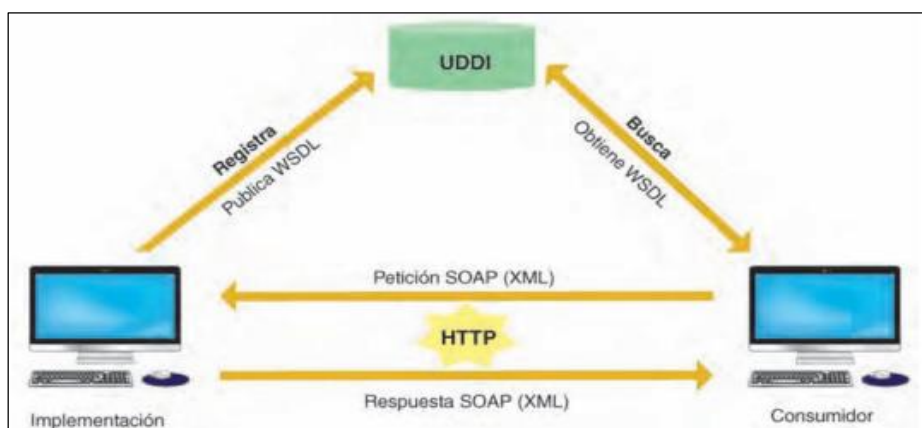 UDDI
Registra
Publica WSDL
Busca
Obtiene WSDL
Petición SOAP (XML)
HTTP
Respuesta SOAP (XML)
Implementación
Consumidor